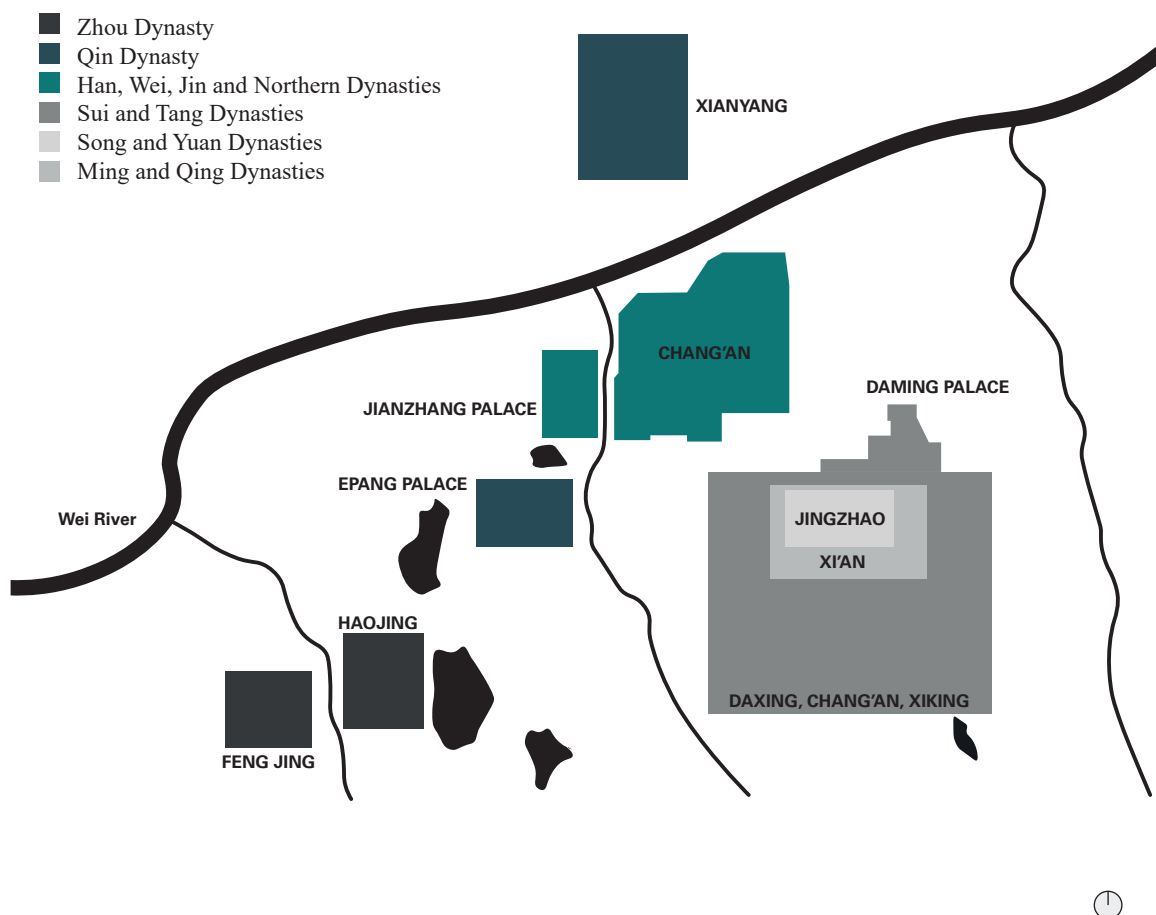 Zhou Dynasty
Qin Dynasty
Han, Wei, Jin and Northern Dynasties
Sui and Tang Dynasties
Song and Yuan Dynasties
Ming and Qing Dynasties
XIANYANG
CHANG'AN
DAMING PALACE
JIANZHANG PALACE
EPANG PALACE
Wei River
JINGZHAO
XI'AN
HAOJING
DAXING, CHANG'AN, XIKING
FENG JING